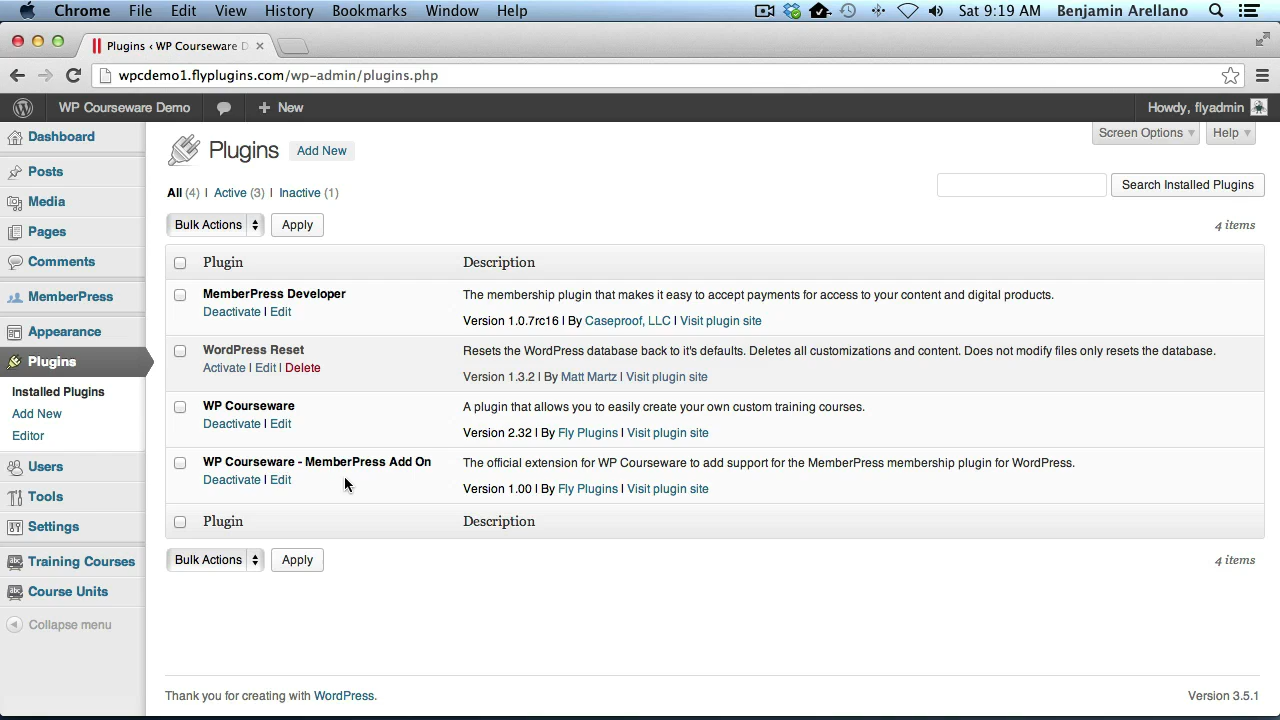 Chrome File Edit View History Bookmarks Window Help Sat 9:19 AM Benjamin Arellano
Plugins ‹ WP Courseware D
wpcdemo1.flyplugins.com/wp-admin/plugins.php
WP Courseware Demo + New Howdy, flyadmin
Dashboard
Posts
Media
Pages
Comments
MemberPress
Appearance
Plugins
Installed Plugins
Add New
Editor
Users
Tools
Settings
Training Courses
Course Units
Collapse menu
Screen Options Help
Plugins Add New
All (4) | Active (3) | Inactive (1)
Search Installed Plugins
Bulk Actions Apply 4 items
Plugin Description
MemberPress Developer The membership plugin that makes it easy to accept payments for access to your content and digital products.
Deactivate | Edit Version 1.0.7rc16 | By Caseproof, LLC | Visit plugin site
WordPress Reset Resets the WordPress database back to it's defaults. Deletes all customizations and content. Does not modify files only resets the database.
Activate | Edit | Delete Version 1.3.2 | By Matt Martz | Visit plugin site
WP Courseware A plugin that allows you to easily create your own custom training courses.
Deactivate | Edit Version 2.32 | By Fly Plugins | Visit plugin site
WP Courseware - MemberPress Add On The official extension for WP Courseware to add support for the MemberPress membership plugin for WordPress.
Deactivate | Edit Version 1.00 | By Fly Plugins | Visit plugin site
Plugin Description
Bulk Actions Apply 4 items
Thank you for creating with WordPress. Version 3.5.1